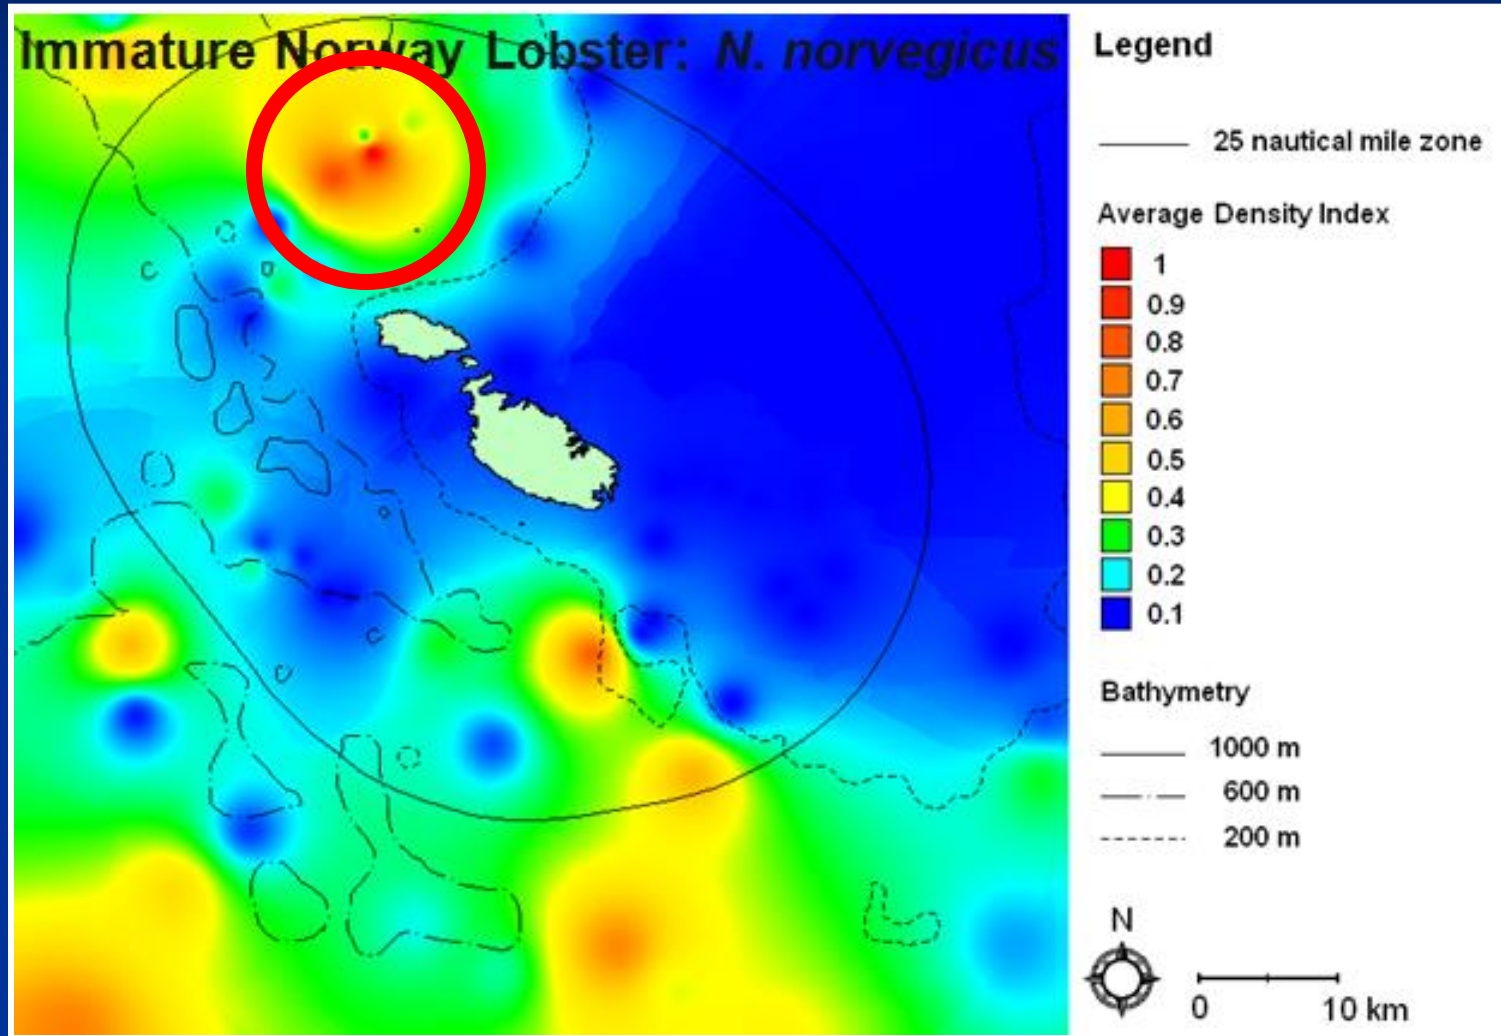 Immature Norway Lobster: N. norvegicus
Legend
25 nautical mile zone
Average Density Index
1
0.9
0.8
0.7
0.6
0.5
0.4
0.3
0.2
0.1
Bathymetry
1000 m
600 m
200 m
N
0 10 km